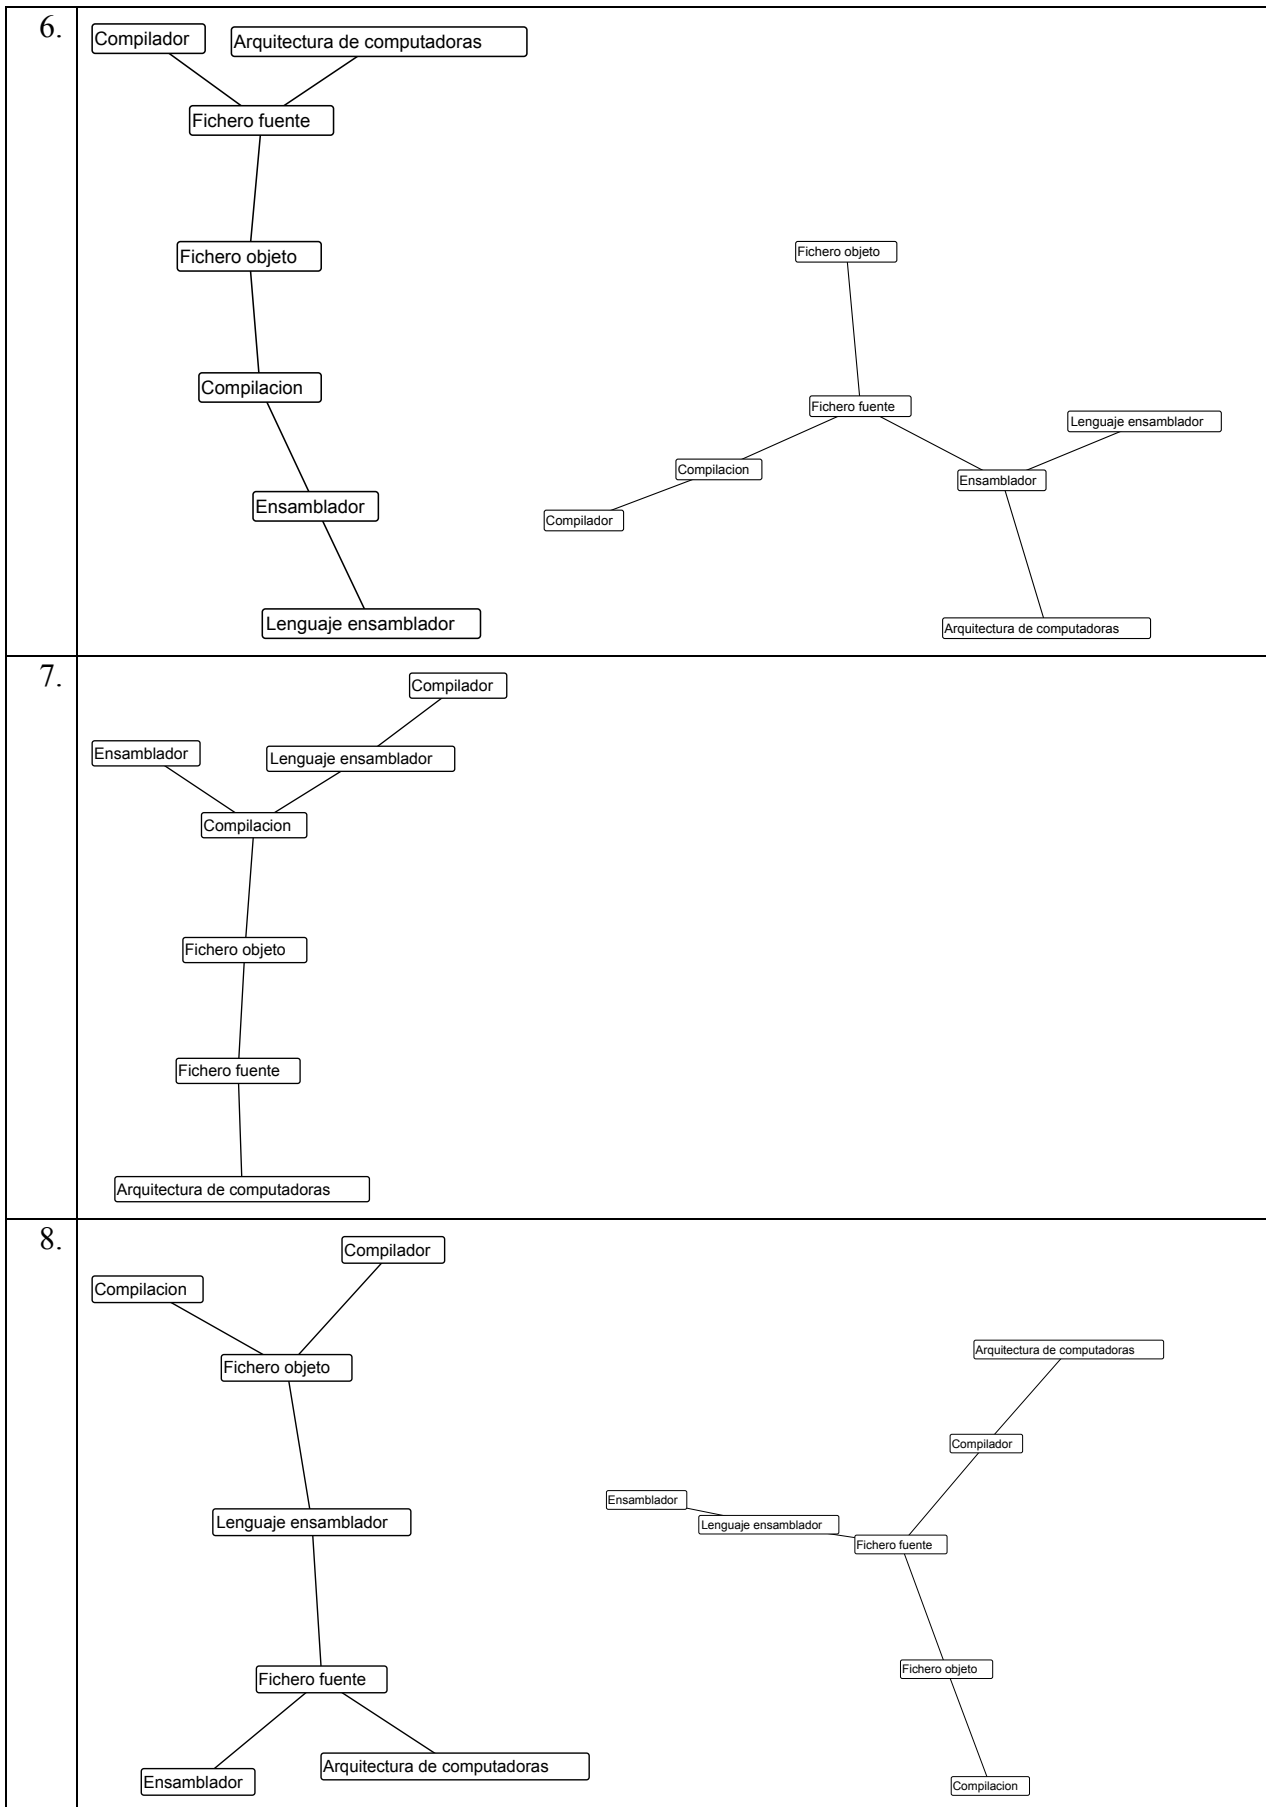 6.
Compilador
Arquitectura de computadoras
Fichero fuente
Fichero objeto
Compilacion
Ensamblador
Lenguaje ensamblador
Fichero objeto
Fichero fuente
Lenguaje ensamblador
Compilacion
Ensamblador
Compilador
Arquitectura de computadoras
7.
Compilador
Ensamblador
Lenguaje ensamblador
Compilacion
Fichero objeto
Fichero fuente
Arquitectura de computadoras
8.
Compilador
Compilacion
Fichero objeto
Lenguaje ensamblador
Fichero fuente
Arquitectura de computadoras
Ensamblador
Arquitectura de computadoras
Compilador
Ensamblador
Lenguaje ensamblador
Fichero fuente
Fichero objeto
Compilacion